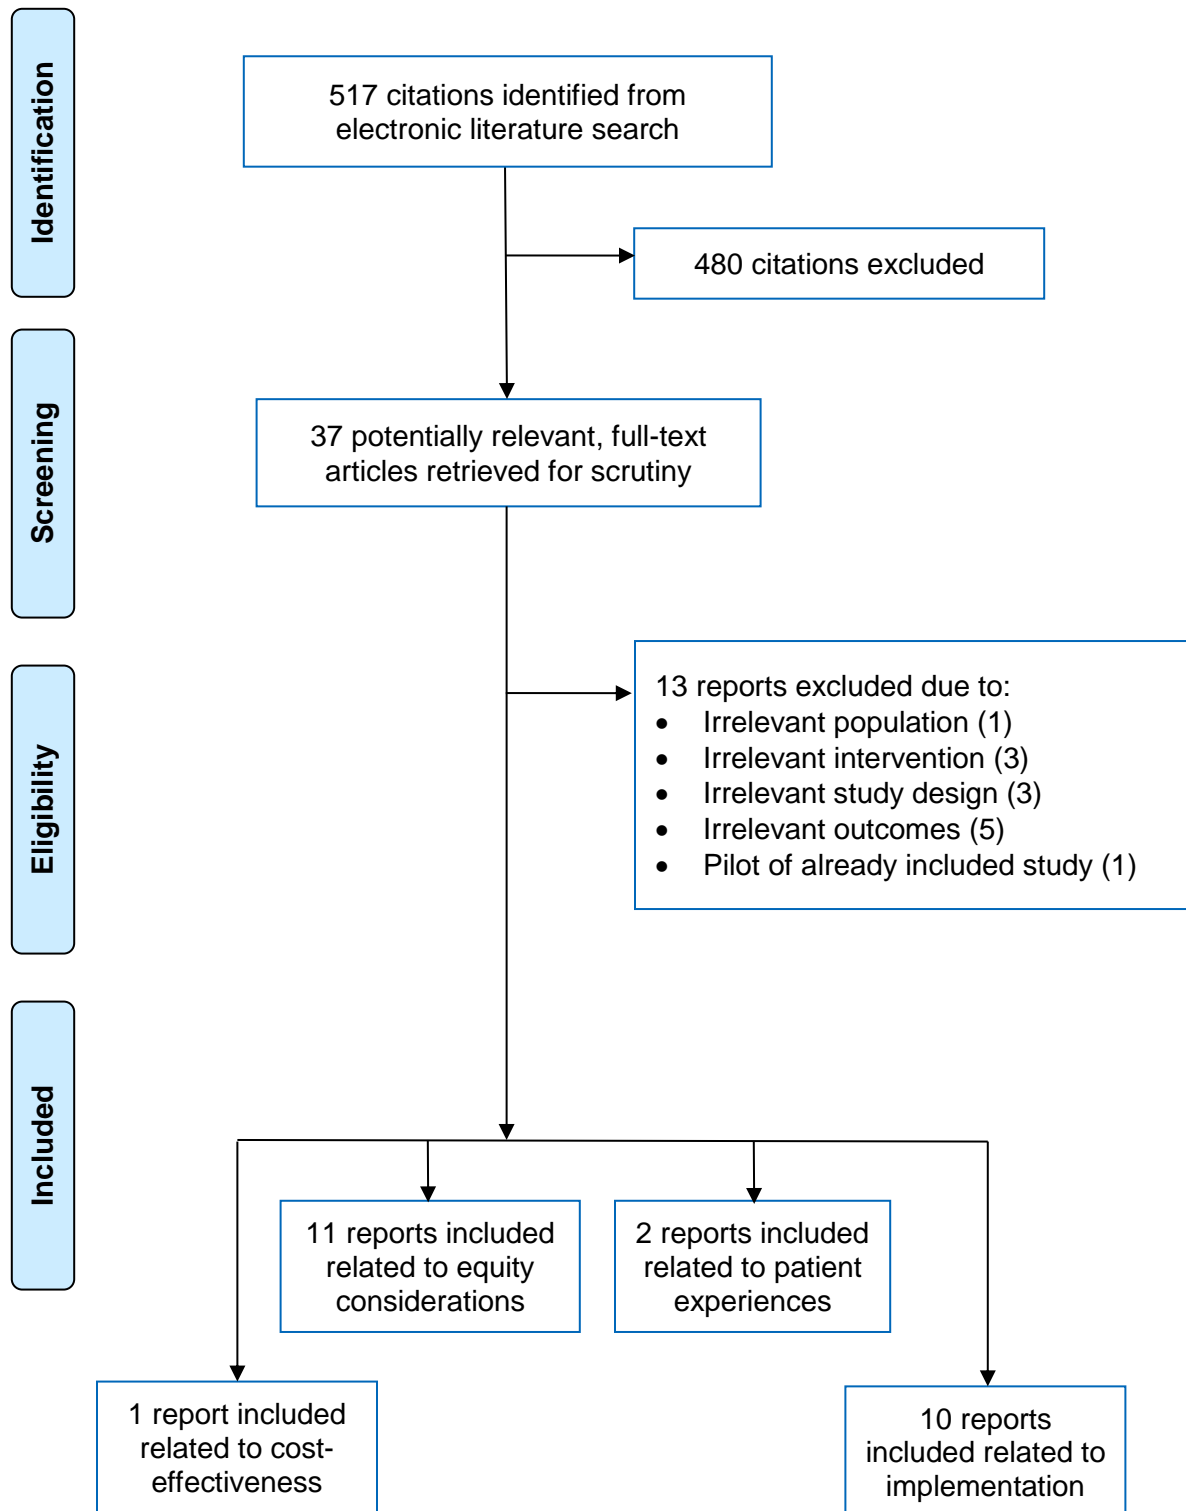 Identification
517 citations identified from
electronic literature search
480 citations excluded
Screening
37 potentially relevant, full-text
articles retrieved for scrutiny
Eligibility
13 reports excluded due to:
• Irrelevant population (1)
• Irrelevant intervention (3)
• Irrelevant study design (3)
• Irrelevant outcomes (5)
• Pilot of already included study (1)
Included
11 reports included
related to equity
considerations
2 reports included
related to patient
experiences
1 report included
related to cost-
effectiveness
10 reports
included related to
implementation